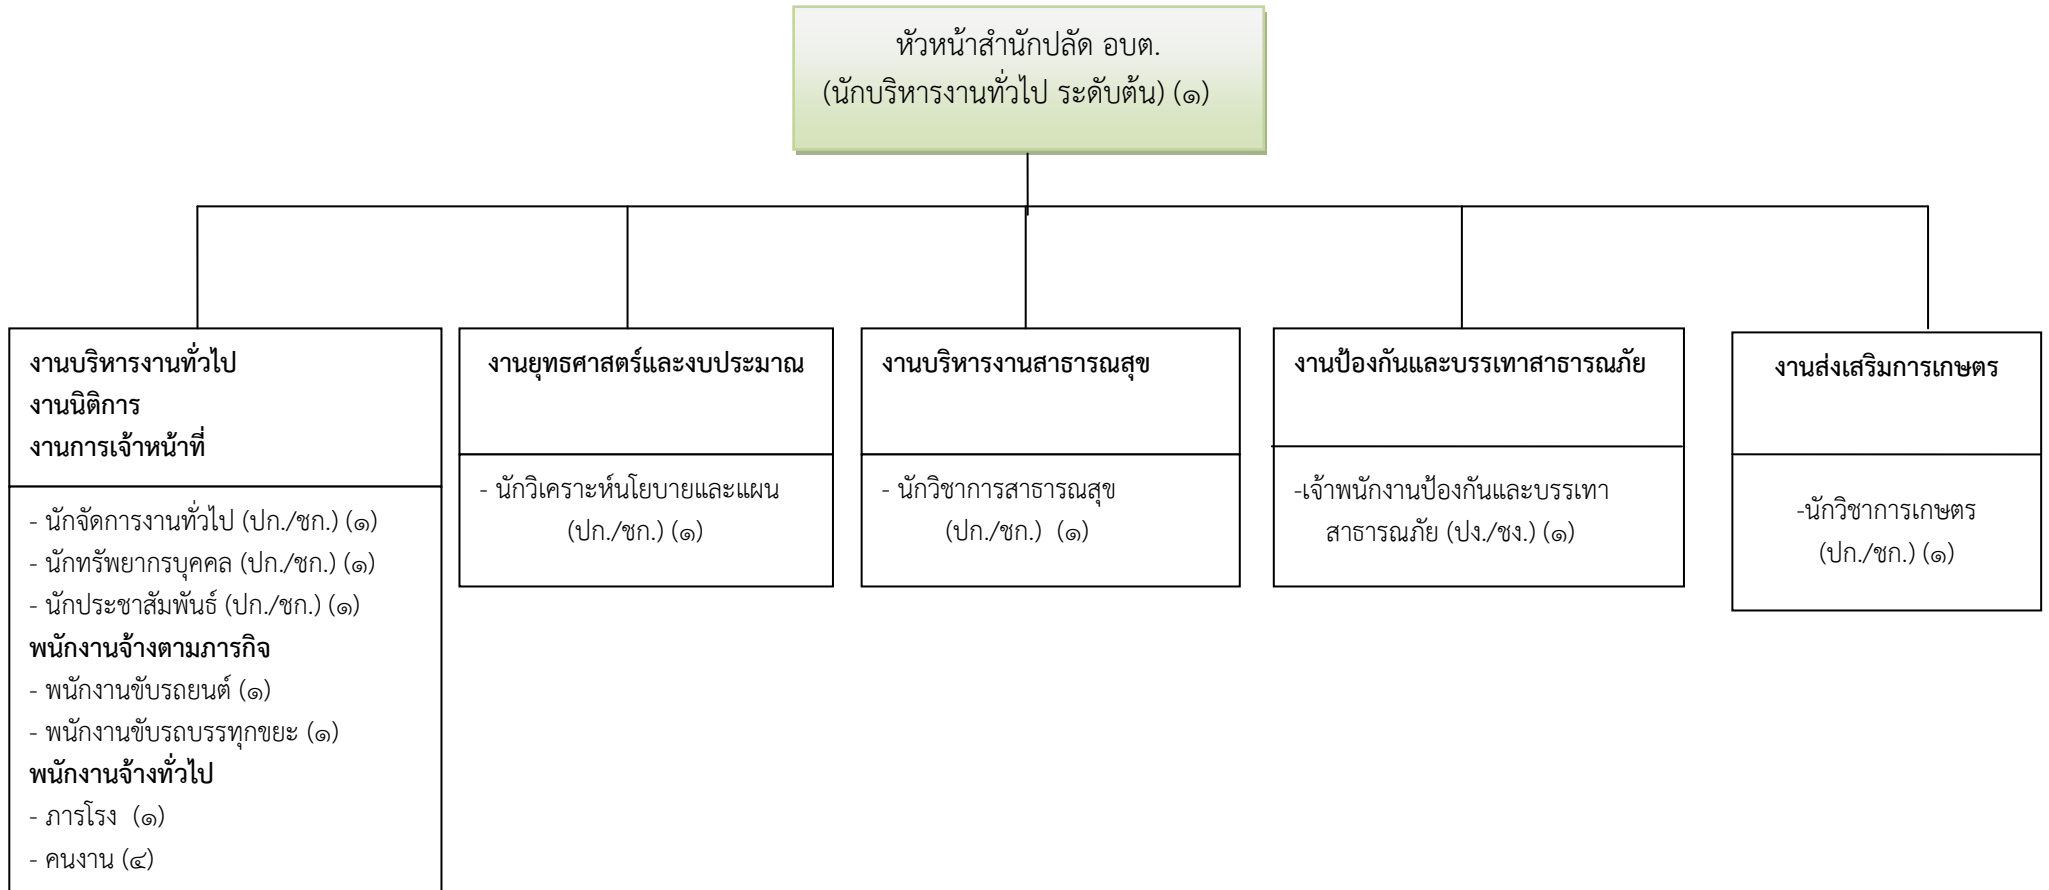 หัวหน้าสำนักปลัด อบต.
(นักบริหารงานทั่วไป ระดับต้น) (๑)
งานบริหารงานทั่วไป
งานนิติการ
งานการเจ้าหน้าที่
- นักจัดการงานทั่วไป (ปก./ชก.) (๑)
- นักทรัพยากรบุคคล (ปก./ชก.) (๑)
- นักประชาสัมพันธ์ (ปก./ชก.) (๑)
พนักงานจ้างตามภารกิจ
- พนักงานขับรถยนต์ (๑)
- พนักงานขับรถบรรทุกขยะ (๑)
พนักงานจ้างทั่วไป
- ภารโรง (๑)
- คนงาน (๔)
งานยุทธศาสตร์และงบประมาณ
- นักวิเคราะห์นโยบายและแผน
(ปก./ชก.) (๑)
งานบริหารงานสาธารณสุข
- นักวิชาการสาธารณสุข
(ปก./ชก.) (๑)
งานป้องกันและบรรเทาสาธารณภัย
-เจ้าพนักงานป้องกันและบรรเทา
สาธารณภัย (ปง./ชง.) (๑)
งานส่งเสริมการเกษตร
-นักวิชาการเกษตร
(ปก./ชก.) (๑)